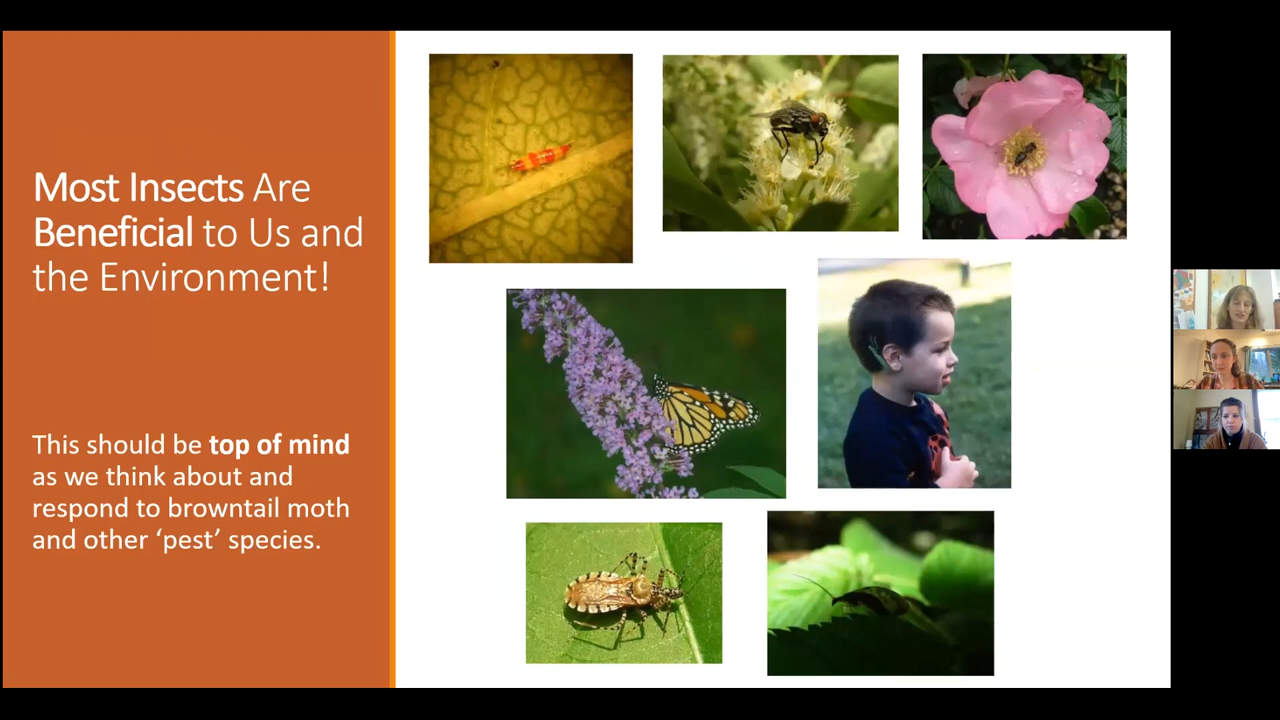 Most Insects Are
Beneficial to Us and
the Environment!
This should be top of mind
as we think about and
respond to browntail moth
and other ‘pest’ species.